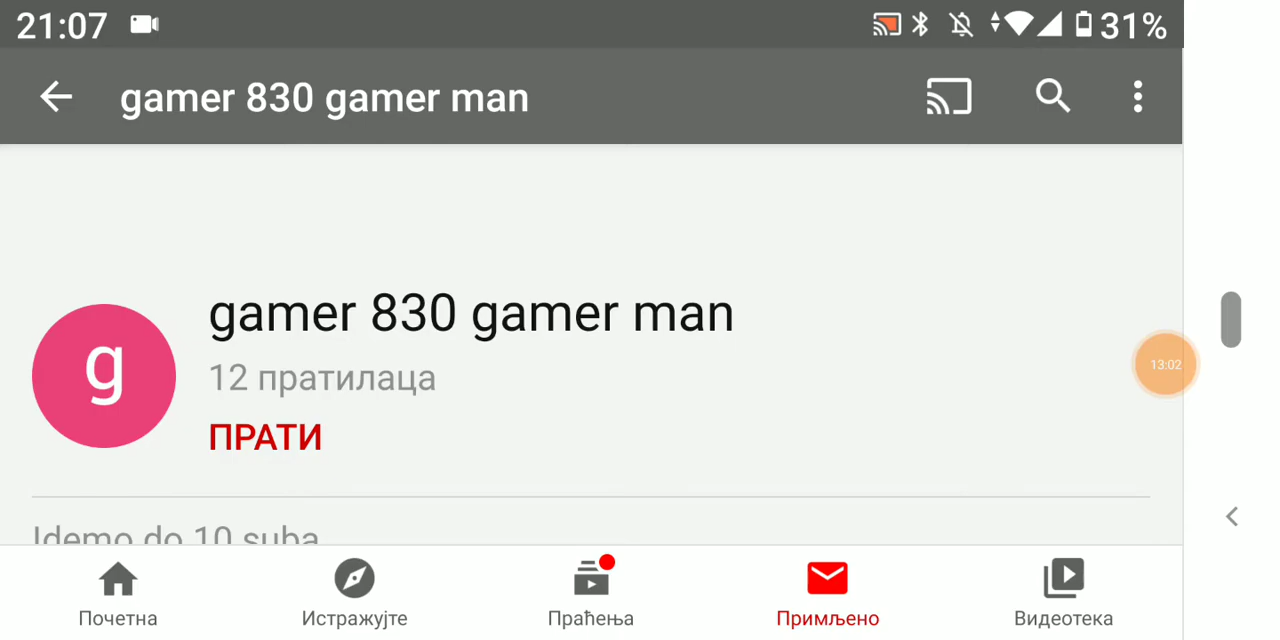 21:07 31%
gamer 830 gamer man
g
gamer 830 gamer man
12 пратилаца
ПРАТИ
13:02
Idemo do 10 suba
Почетна Истражујте Праћења Примљено Видеотека